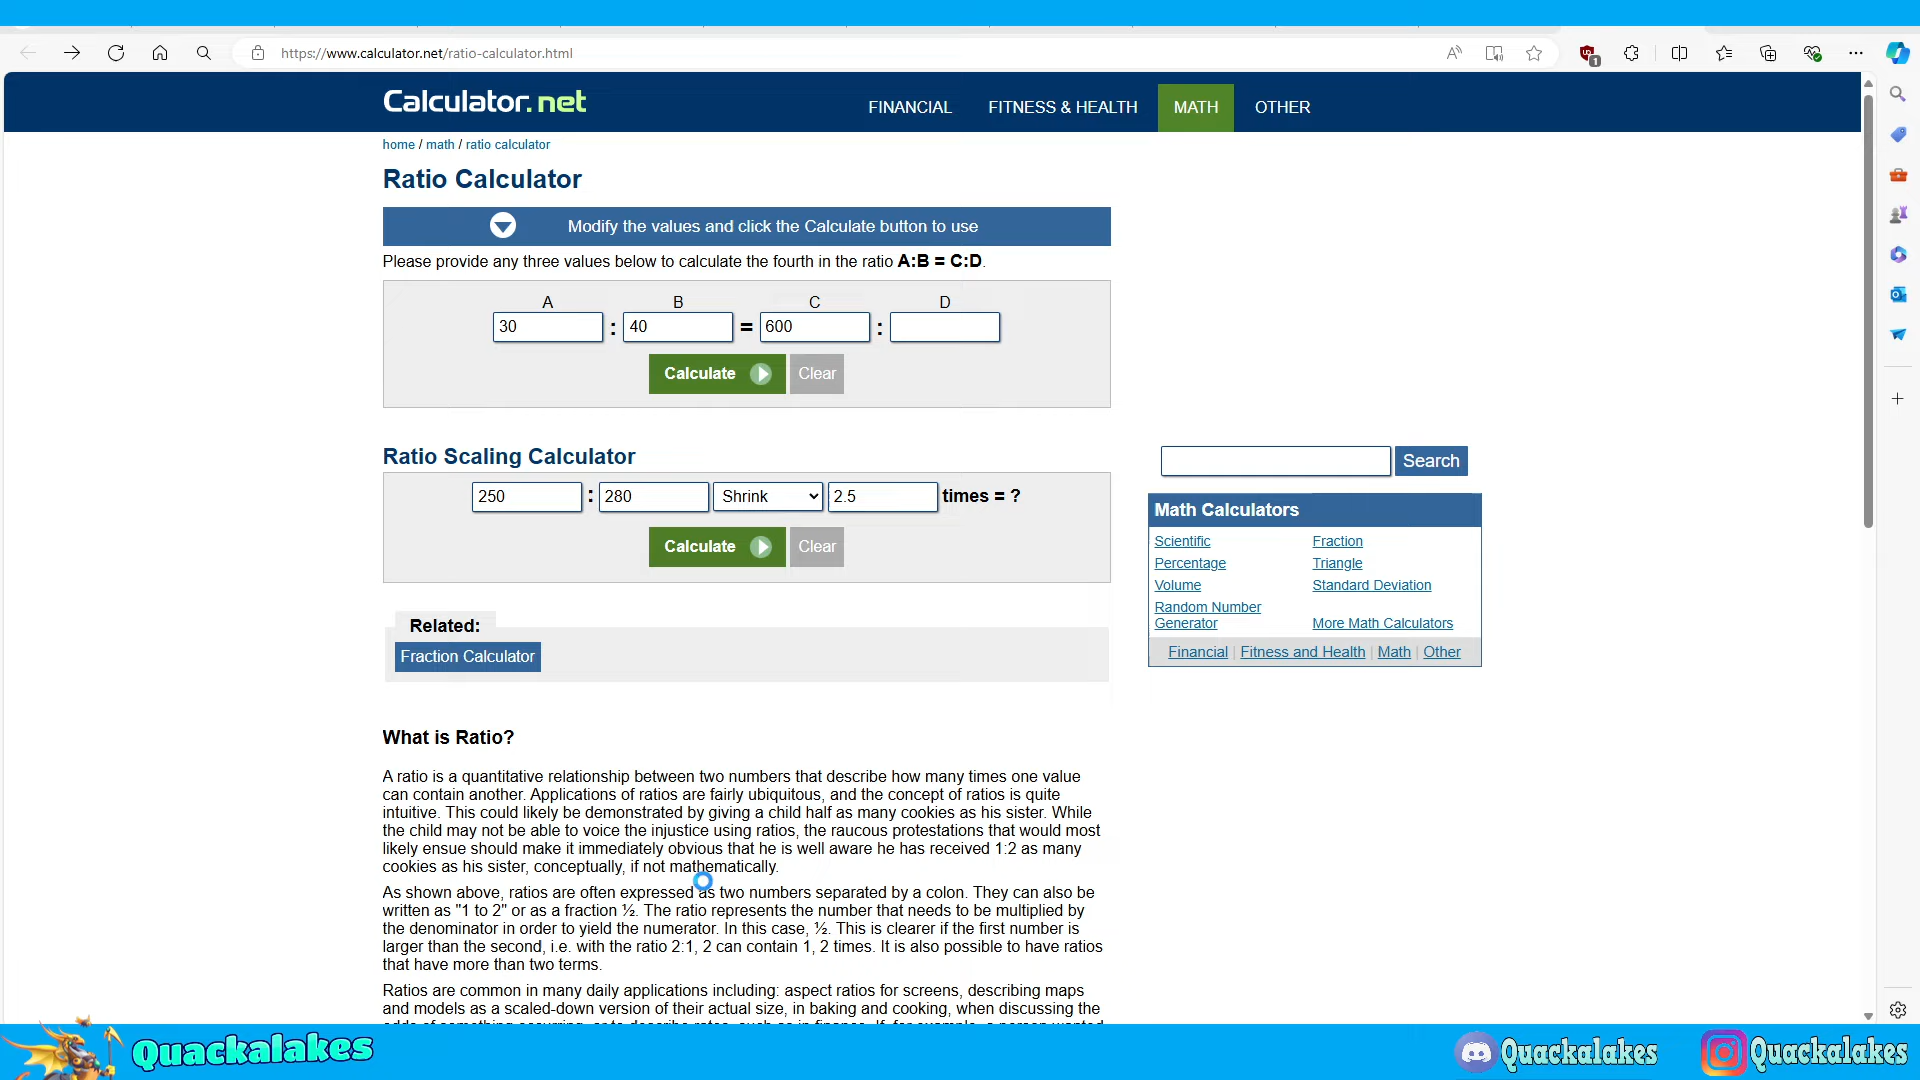 https://www.calculator.net/ratio-calculator.html
1
Calculator.net
FINANCIAL FITNESS & HEALTH MATH OTHER
home / math / ratio calculator
Ratio Calculator
Modify the values and click the Calculate button to use
Please provide any three values below to calculate the fourth in the ratio A:B = C:D.
A B C D
30 : 40 = 600 :
Calculate Clear
Ratio Scaling Calculator
250 : 280 Shrink 2.5 times = ?
Calculate Clear
Related:
Fraction Calculator
Search
Math Calculators
Scientific Fraction
Percentage Triangle
Volume Standard Deviation
Random Number
Generator More Math Calculators
Financial | Fitness and Health | Math | Other
What is Ratio?
A ratio is a quantitative relationship between two numbers that describe how many times one value
can contain another. Applications of ratios are fairly ubiquitous, and the concept of ratios is quite
intuitive. This could likely be demonstrated by giving a child half as many cookies as his sister. While
the child may not be able to voice the injustice using ratios, the raucous protestations that would most
likely ensue should make it immediately obvious that he is well aware he has received 1:2 as many
cookies as his sister, conceptually, if not mathematically.
As shown above, ratios are often expressed as two numbers separated by a colon. They can also be
written as "1 to 2" or as a fraction ½. The ratio represents the number that needs to be multiplied by
the denominator in order to yield the numerator. In this case, ½. This is clearer if the first number is
larger than the second, i.e. with the ratio 2:1, 2 can contain 1, 2 times. It is also possible to have ratios
that have more than two terms.
Ratios are common in many daily applications including: aspect ratios for screens, describing maps
and models as a scaled-down version of their actual size, in baking and cooking, when discussing the
Quackalakes
Quackalakes
Quackalakes